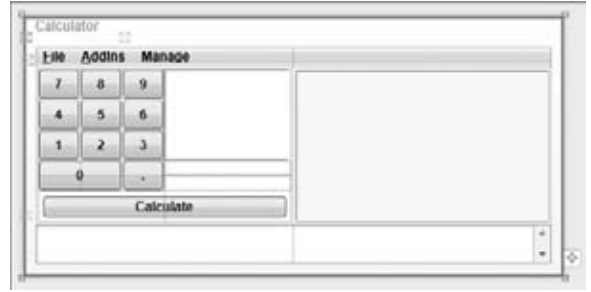 Calculator
File AddIns Manage
7 8 9
4 5 6
1 2 3
0 .
Calculate